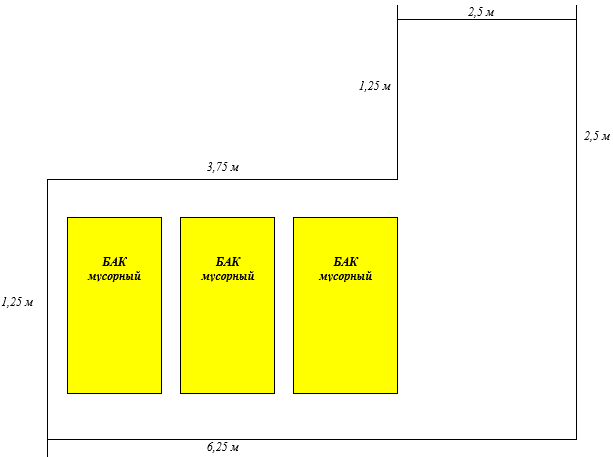 2,5 м
1,25 м
2,5 м
3,75 м
БАК
мусорный
БАК
мусорный
БАК
мусорный
1,25 м
6,25 м